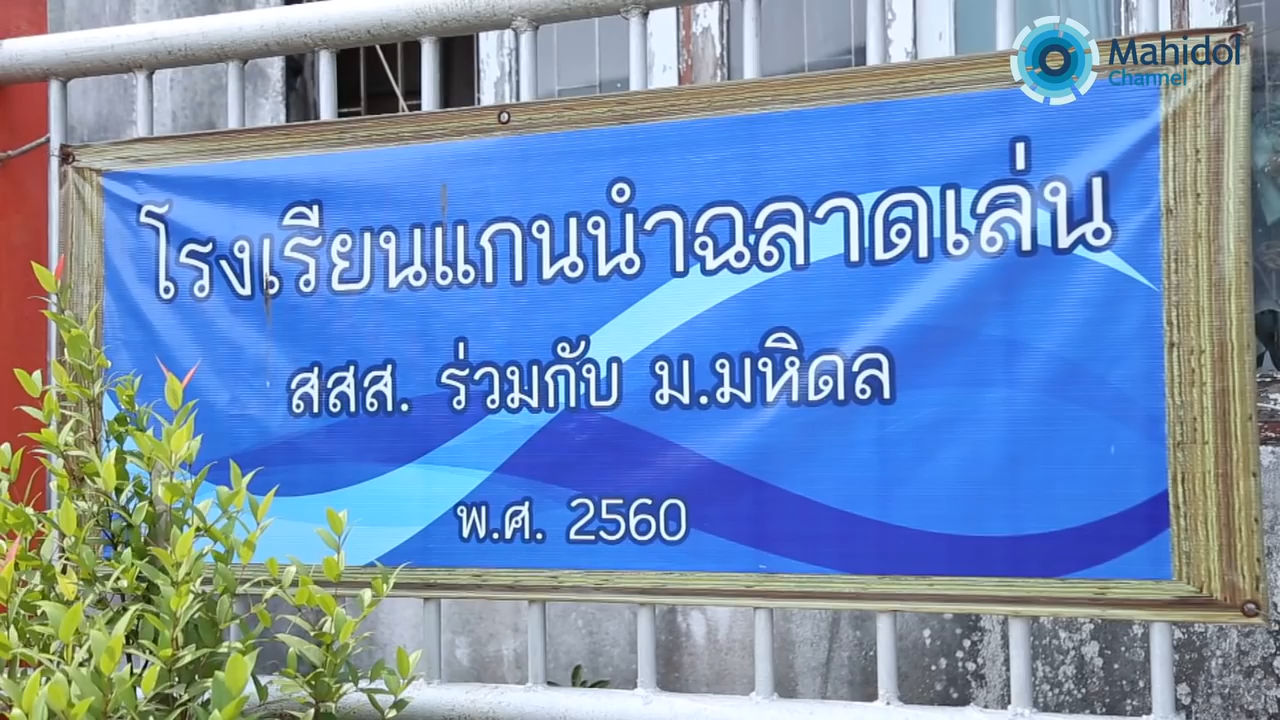 Mahidol
Channel
โรงเรียนแกนนำฉลาดเล่น
สสส. ร่วมกับ ม.มหิดล
พ.ศ. 2560